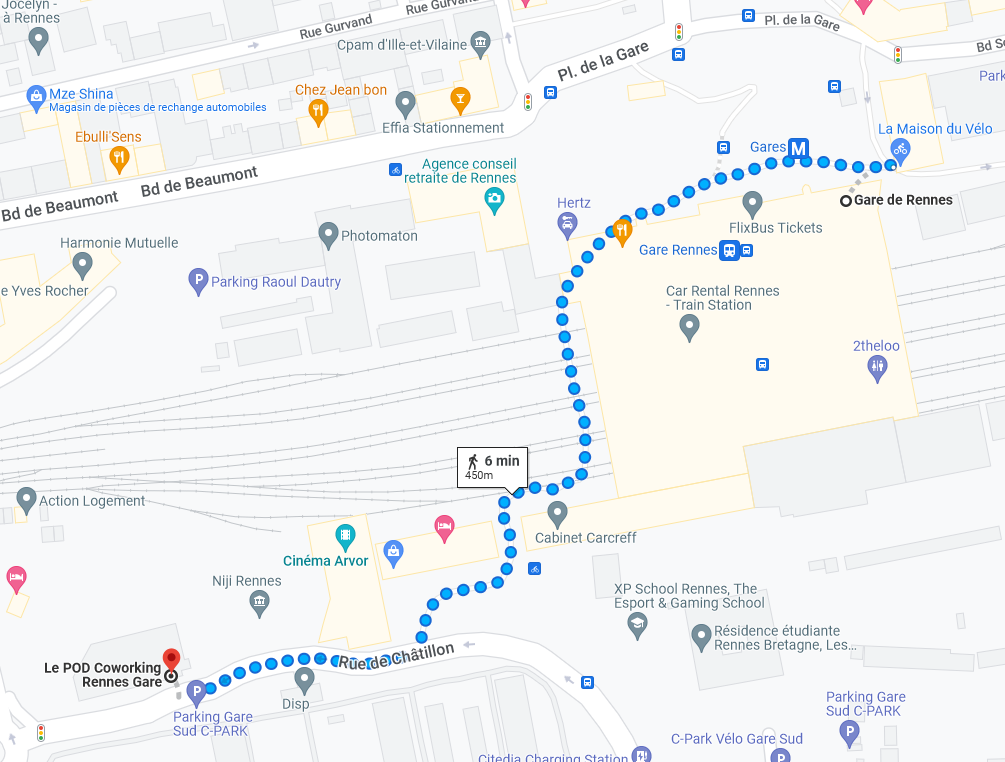 Jocelyn -
à Rennes
Rue Gurvand
Rue Gurvand
Cpam d'Ille-et-Vilaine
Pl. de la Gare
Pl. de la Gare
Mze Shina
Magasin de pièces de rechange automobiles
Chez Jean bon
Effia Stationnement
Ebulli'Sens
La Maison du Vélo
Gares
M
Agence conseil
retraite de Rennes
Bd de Beaumont
Bd de Beaumont
Hertz
Gare de Rennes
FlixBus Tickets
Photomaton
Harmonie Mutuelle
Gare Rennes
e Yves Rocher
P
Parking Raoul Dautry
Car Rental Rennes
- Train Station
2theloo
6 min
450m
Action Logement
Cabinet Carcreff
Cinéma Arvor
Niji Rennes
XP School Rennes, The
Esport & Gaming School
Résidence étudiante
Rennes Bretagne, Les...
Rue de Châtillon
Le POD Coworking
Rennes Gare
P
Disp
Parking Gare
Sud C-PARK
Parking Gare
Sud C-PARK
P
C-Park Vélo Gare Sud
P
Citedia Charging Station